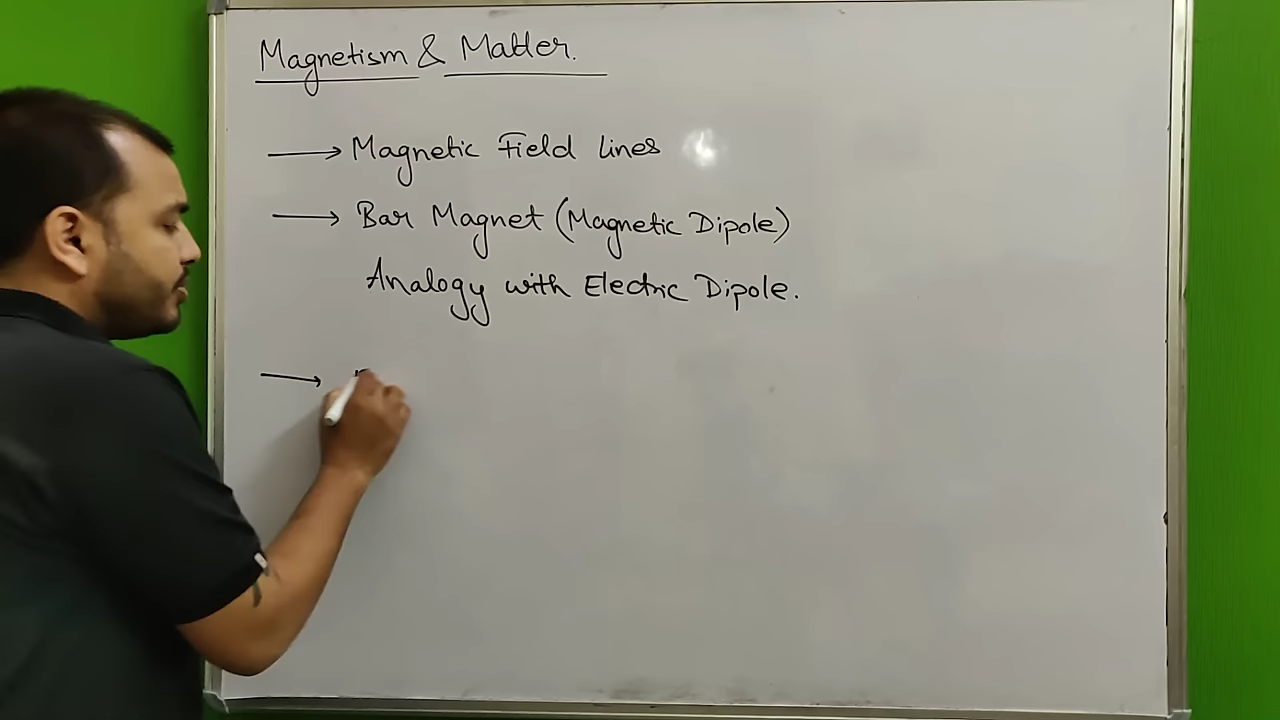 Magnetism & Matter.
→ Magnetic Field Lines
→ Bar Magnet (Magnetic Dipole)
Analogy with Electric Dipole.
→